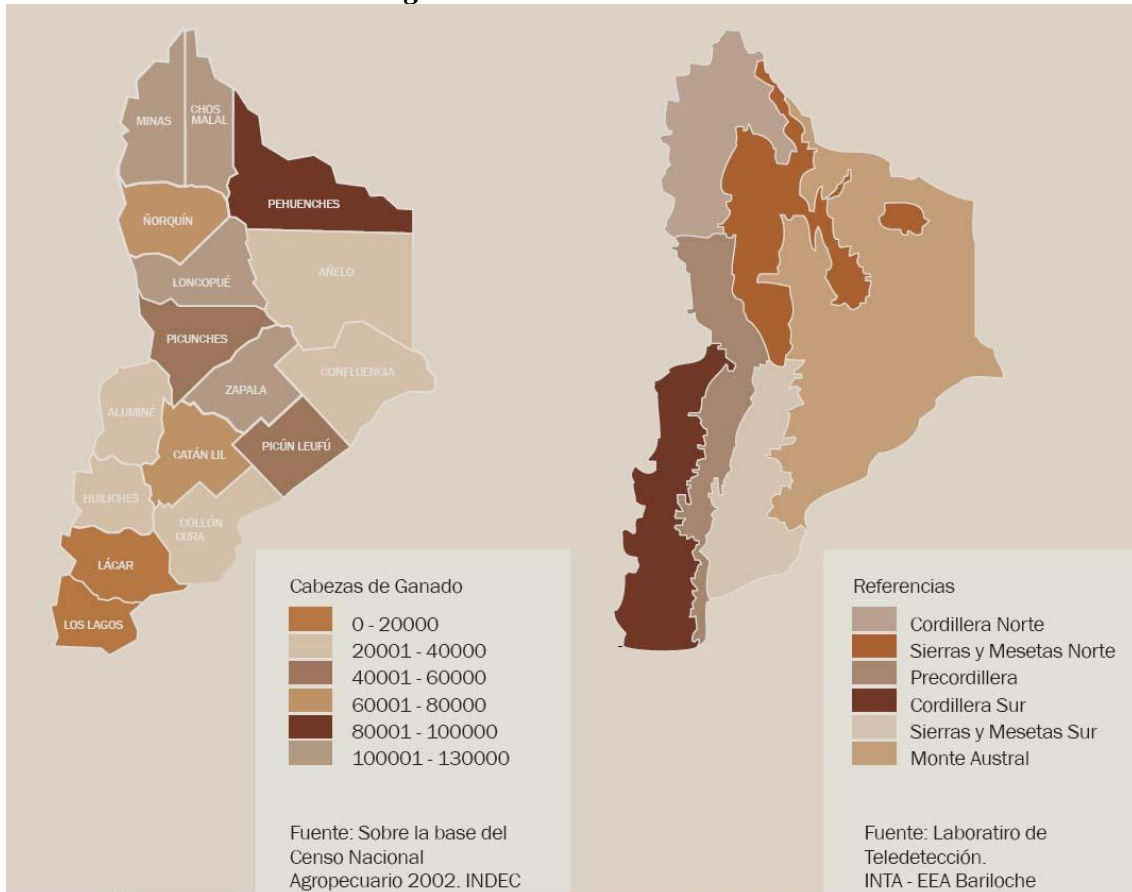 MINAS
CHOS
MALAL
PEHUENCHES
ÑORQUÍN
AÑELO
LONCOPUÉ
PICUNCHES
CONFLUENCIA
ZAPALA
ALUMINÉ
PICÚN LEUFÚ
CATÁN LIL
HUILICHES
COLLÓN
CURA
LÁCAR
LOS LAGOS
Cabezas de Ganado
0 - 20000
20001 - 40000
40001 - 60000
60001 - 80000
80001 - 100000
100001 - 130000
Fuente: Sobre la base del
Censo Nacional
Agropecuario 2002. INDEC
Referencias
Cordillera Norte
Sierras y Mesetas Norte
Precordillera
Cordillera Sur
Sierras y Mesetas Sur
Monte Austral
Fuente: Laboratiro de
Teledetección.
INTA - EEA Bariloche